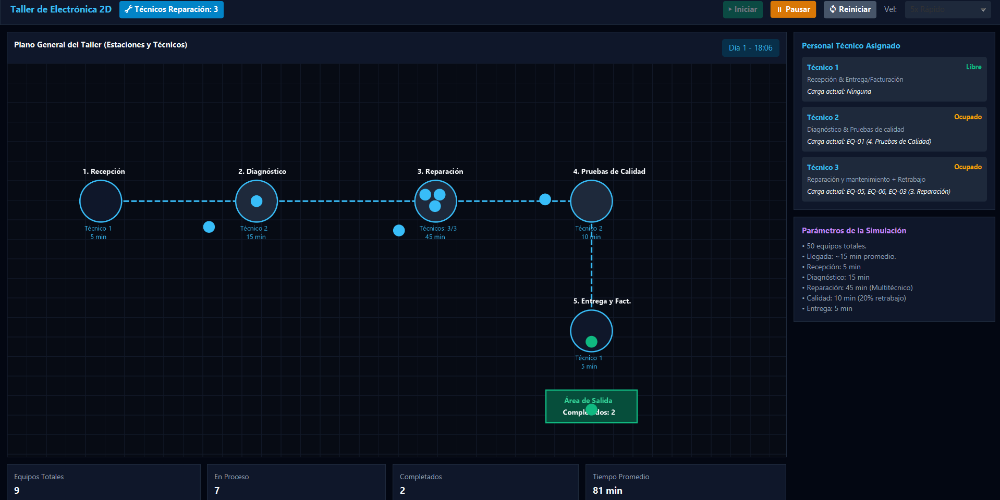 Taller de Electrónica 2D
Técnicos Reparación: 3
Iniciar
Pausar
Reiniciar
Vel:
5x Rápido
Plano General del Taller (Estaciones y Técnicos)
Día 1 - 18:06
1. Recepción
Técnico 1
5 min
2. Diagnóstico
Técnico 2
15 min
3. Reparación
Técnicos: 3/3
45 min
4. Pruebas de Calidad
Técnico 2
10 min
5. Entrega y Fact.
Técnico 1
5 min
Área de Salida
Completados: 2
Equipos Totales
9
En Proceso
7
Completados
2
Tiempo Promedio
81 min
Personal Técnico Asignado
Técnico 1
Libre
Recepción & Entrega/Facturación
Carga actual: Ninguna
Técnico 2
Ocupado
Diagnóstico & Pruebas de calidad
Carga actual: EQ-01 (4. Pruebas de Calidad)
Técnico 3
Ocupado
Reparación y mantenimiento + Retrabajo
Carga actual: EQ-05, EQ-06, EQ-03 (3. Reparación)
Parámetros de la Simulación
• 50 equipos totales.
• Llegada: ~15 min promedio.
• Recepción: 5 min
• Diagnóstico: 15 min
• Reparación: 45 min (Multitécnico)
• Calidad: 10 min (20% retrabajo)
• Entrega: 5 min